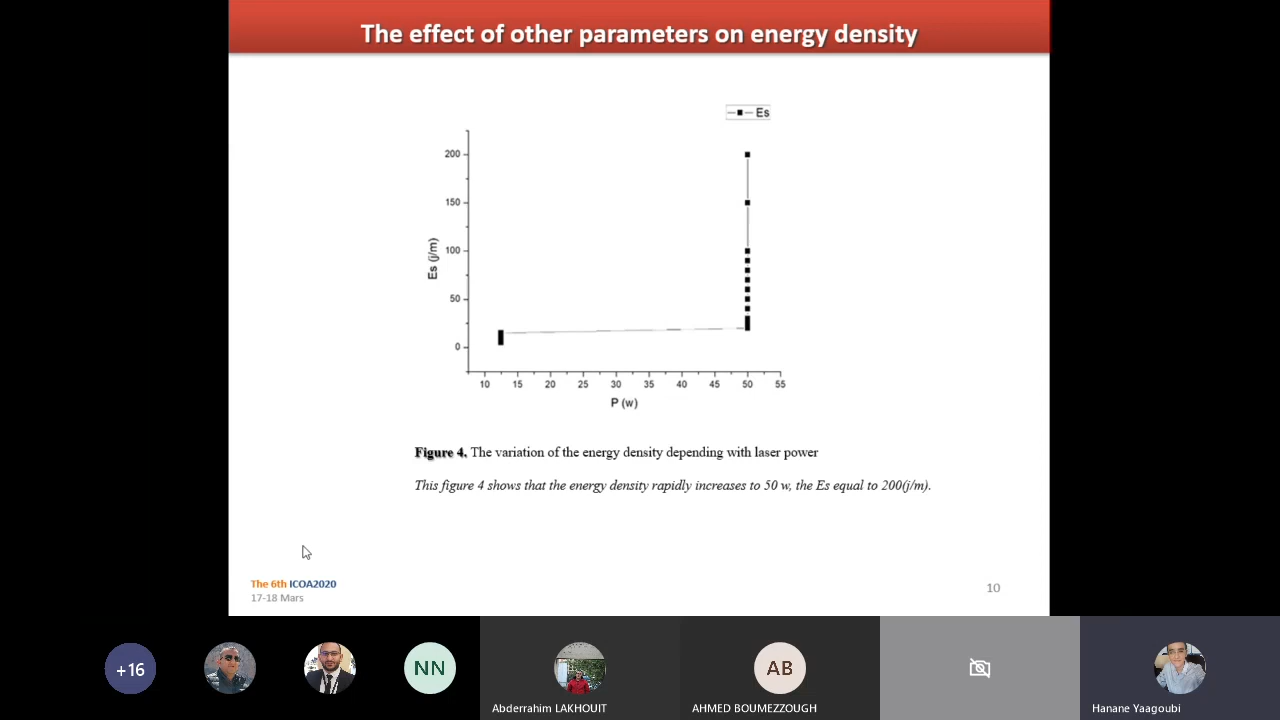 The effect of other parameters on energy density
Es
200
150
100
50
0
Es (j/m)
10 15 20 25 30 35 40 45 50 55
P (w)
Figure 4. The variation of the energy density depending with laser power
This figure 4 shows that the energy density rapidly increases to 50 w, the Es equal to 200(j/m).
The 6th ICOA2020
17-18 Mars
10
+16
NN
AB
Abderrahim LAKHOUIT
AHMED BOUMEZZOUGH
Hanane Yaagoubi